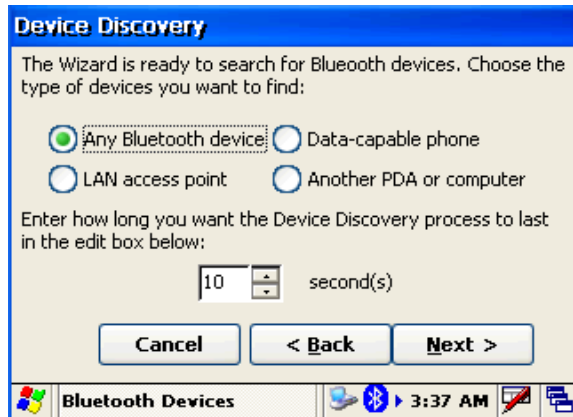 Device Discovery
The Wizard is ready to search for Blueooth devices. Choose the
type of devices you want to find:
Any Bluetooth device
Data-capable phone
LAN access point
Another PDA or computer
Enter how long you want the Device Discovery process to last
in the edit box below:
10 second(s)
Cancel
< Back
Next >
Bluetooth Devices
3:37 AM